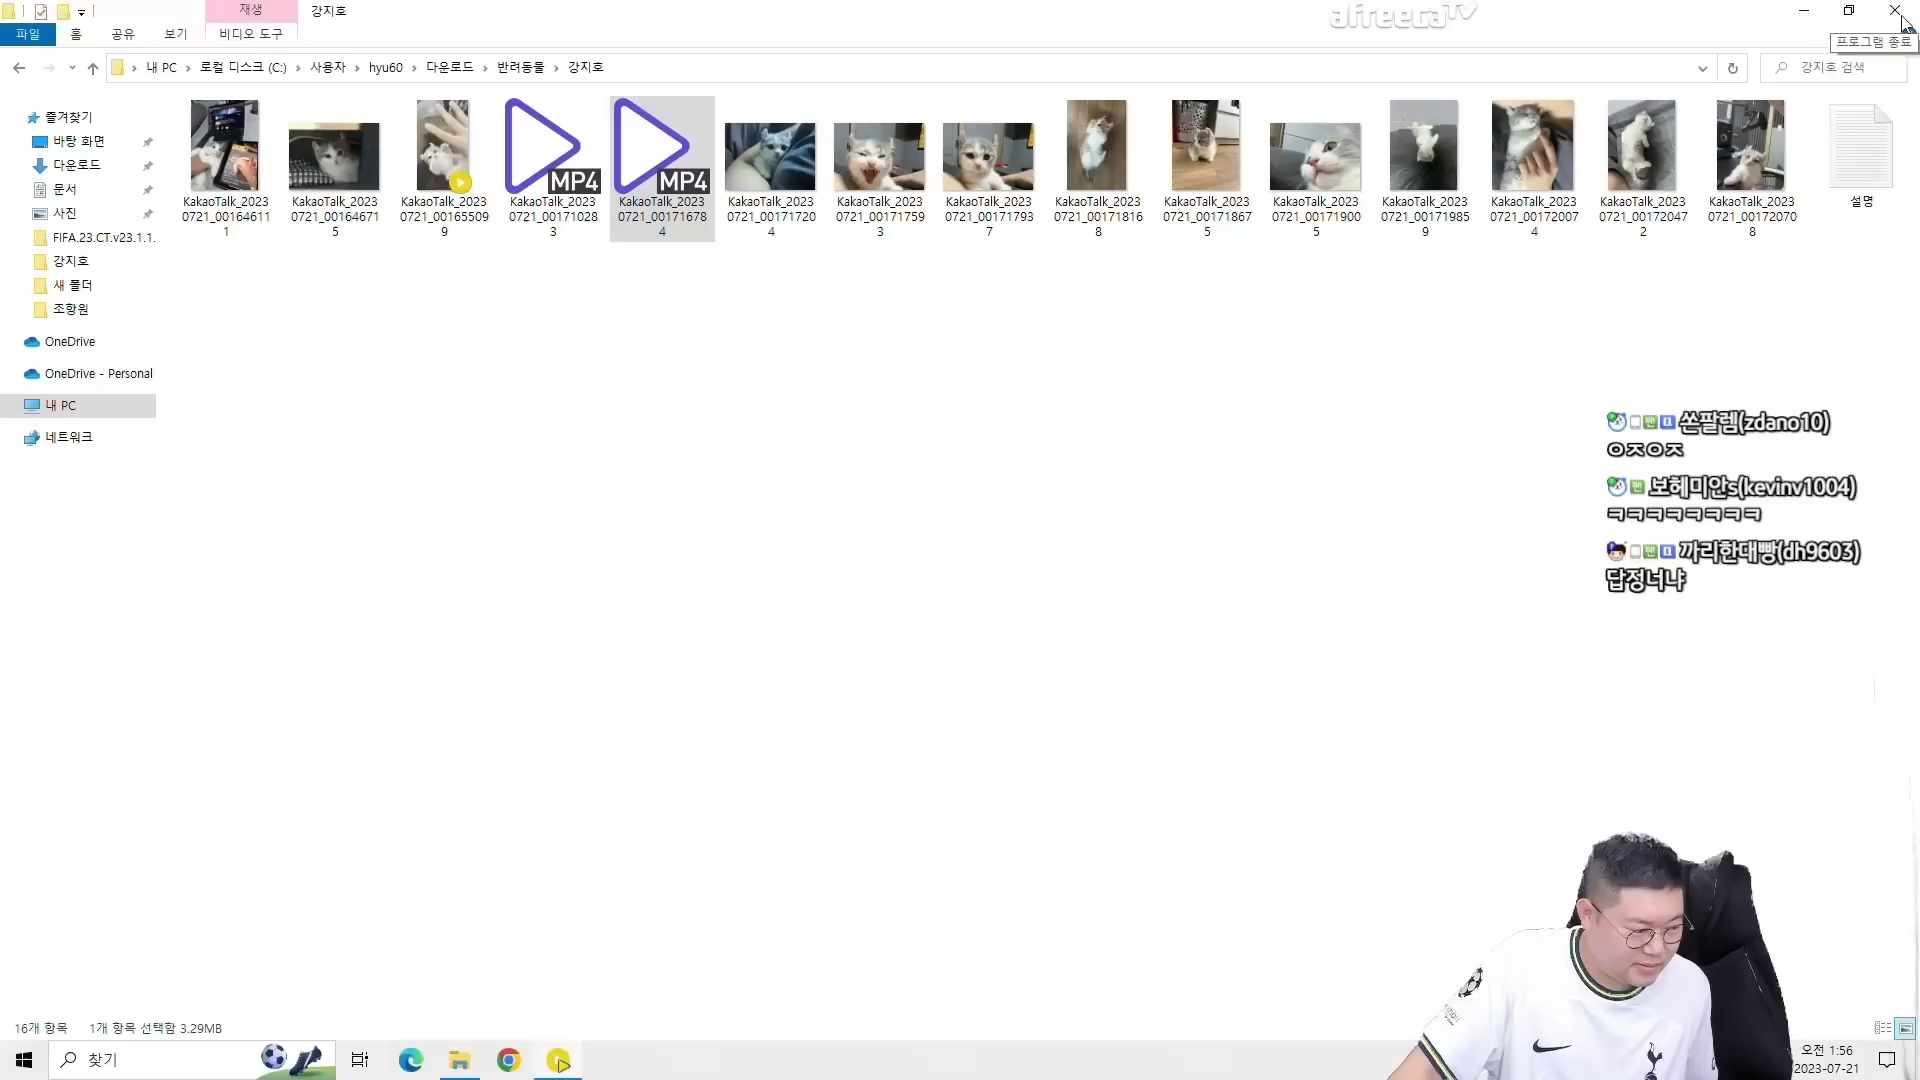 재생
강지호
afreecaTV
파일
홈
공유
보기
비디오 도구
프로그램 종료
내 PC
로컬 디스크 (C:)
사용자
hyu60
다운로드
반려동물
강지호
강지호 검색
즐겨찾기
바탕 화면
다운로드
문서
사진
FIFA.23.CT.v23.1.1.
강지호
새 폴더
조향원
OneDrive
OneDrive - Personal
내 PC
네트워크
KakaoTalk_2023
0721_00164611
1
KakaoTalk_2023
0721_00164671
5
KakaoTalk_2023
0721_00165509
9
MP4
KakaoTalk_2023
0721_00171028
3
MP4
KakaoTalk_2023
0721_00171678
4
KakaoTalk_2023
0721_00171720
4
KakaoTalk_2023
0721_00171759
3
KakaoTalk_2023
0721_00171793
7
KakaoTalk_2023
0721_00171816
8
KakaoTalk_2023
0721_00171867
5
KakaoTalk_2023
0721_00171900
5
KakaoTalk_2023
0721_00171985
9
KakaoTalk_2023
0721_00172007
4
KakaoTalk_2023
0721_00172047
2
KakaoTalk_2023
0721_00172070
8
설명
쏜팔렘(zdano10)
ㅇㅈㅇㅈ
보헤미안s(kevinv1004)
ㅋㅋㅋㅋㅋㅋㅋㅋ
까리한대빵(dh9603)
답정너냐
16개 항목
1개 항목 선택함 3.29MB
찾기
오전 1:56
2023-07-21